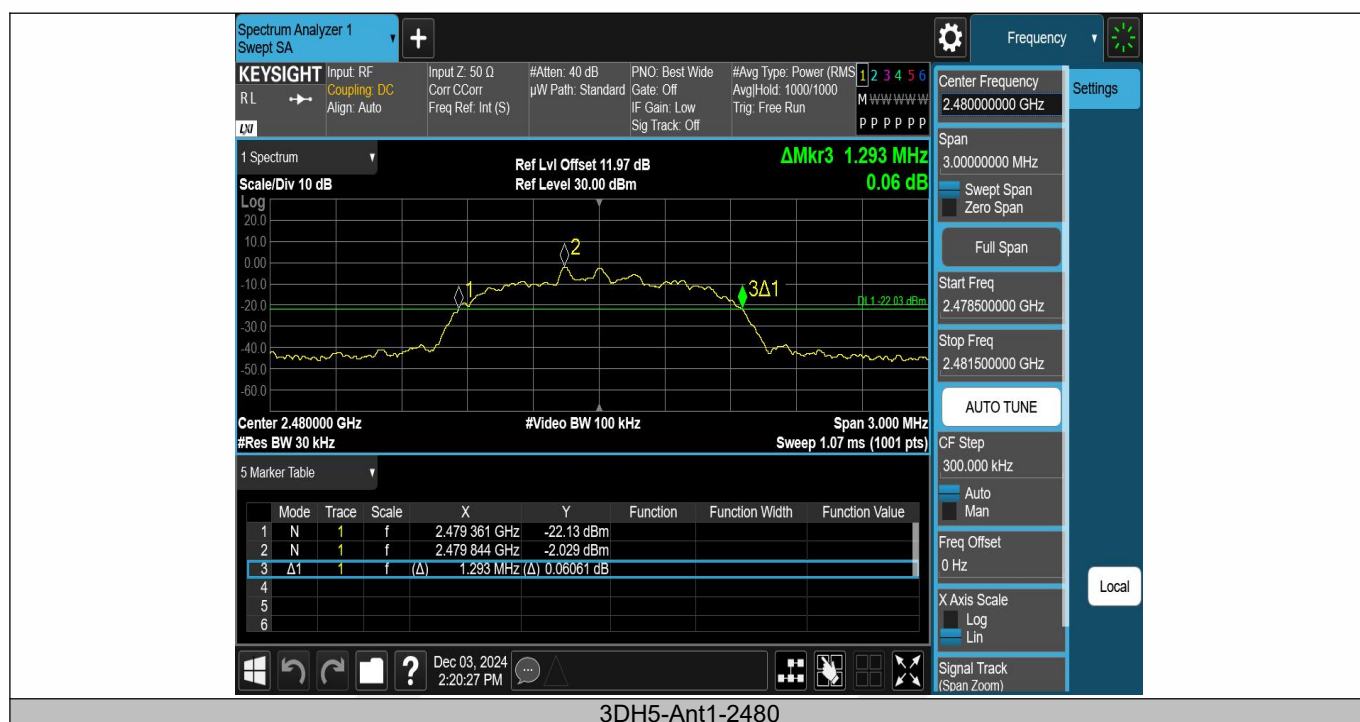 Spectrum Analyzer 1
Swept SA
+
Frequency
KEYSIGHT
RL
LXI
Input: RF
Coupling: DC
Align: Auto
Input Z: 50 Ω
Corr CCorr
Freq Ref: Int (S)
#Atten: 40 dB
µW Path: Standard
PNO: Best Wide
Gate: Off
IF Gain: Low
Sig Track: Off
#Avg Type: Power (RMS
Avg|Hold: 1000/1000
Trig: Free Run
1 2 3 4 5 6
M W W W W W
P P P P P P
1 Spectrum
Scale/Div 10 dB
Ref Lvl Offset 11.97 dB
Ref Level 30.00 dBm
ΔMkr3 1.293 MHz
0.06 dB
Log
20.0
10.0
0.00
-10.0
-20.0
-30.0
-40.0
-50.0
-60.0
1
2
3Δ1
DL1 -22.03 dBm
Center 2.480000 GHz
#Video BW 100 kHz
Span 3.000 MHz
#Res BW 30 kHz
Sweep 1.07 ms (1001 pts)
5 Marker Table
Mode Trace Scale X Y Function Function Width Function Value
1 N 1 f 2.479 361 GHz -22.13 dBm
2 N 1 f 2.479 844 GHz -2.029 dBm
3 Δ1 1 f (Δ) 1.293 MHz (Δ) 0.06061 dB
4
5
6
?
Dec 03, 2024
2:20:27 PM
Center Frequency
2.480000000 GHz
Settings
Span
3.00000000 MHz
Swept Span
Zero Span
Full Span
Start Freq
2.478500000 GHz
Stop Freq
2.481500000 GHz
AUTO TUNE
CF Step
300.000 kHz
Auto
Man
Freq Offset
0 Hz
X Axis Scale
Log
Lin
Local
Signal Track
(Span Zoom)
3DH5-Ant1-2480